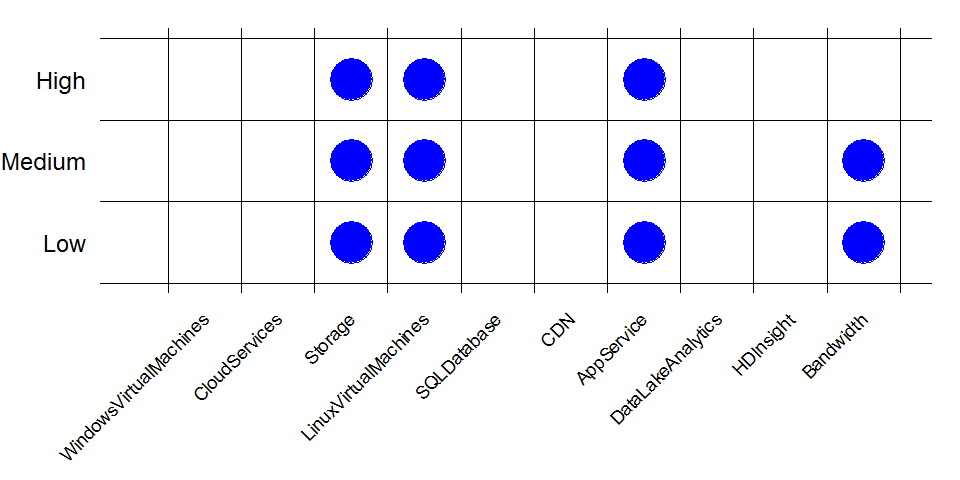 High
Medium
Low
WindowsVirtualMachines
CloudServices
Storage
LinuxVirtualMachines
SQLDatabase
CDN
AppService
DataLakeAnalytics
HDInsight
Bandwidth